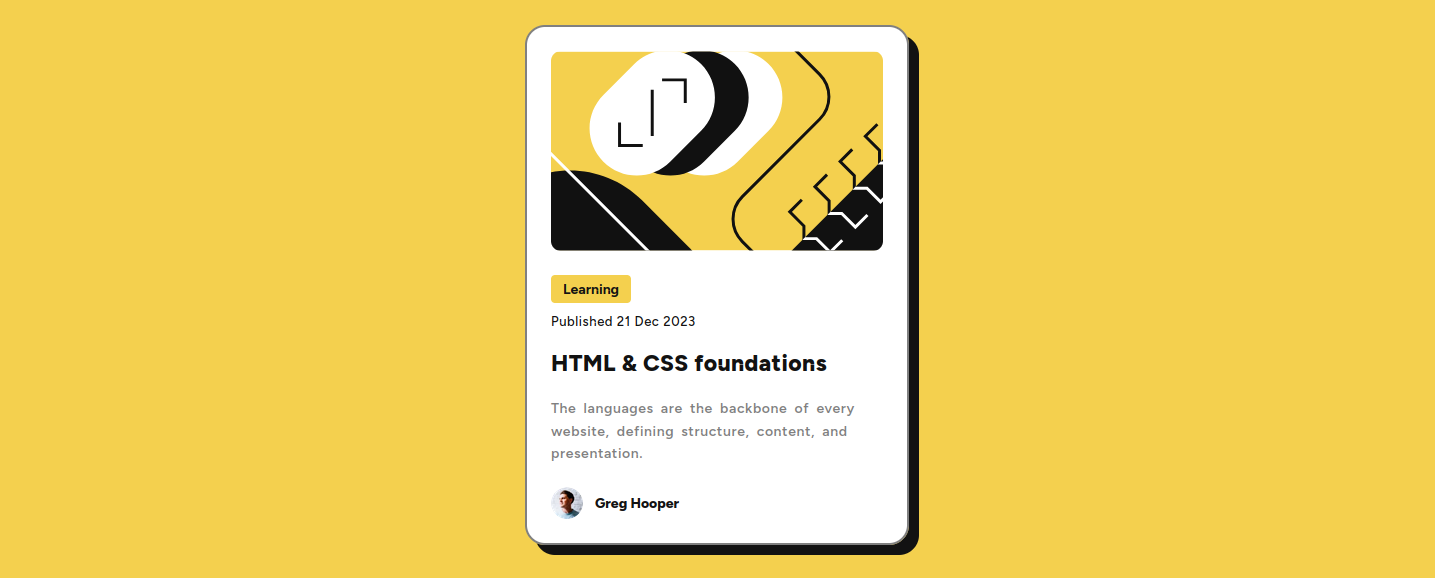 Learning
Published 21 Dec 2023
HTML & CSS foundations
The languages are the backbone of every
website, defining structure, content, and
presentation.
Greg Hooper